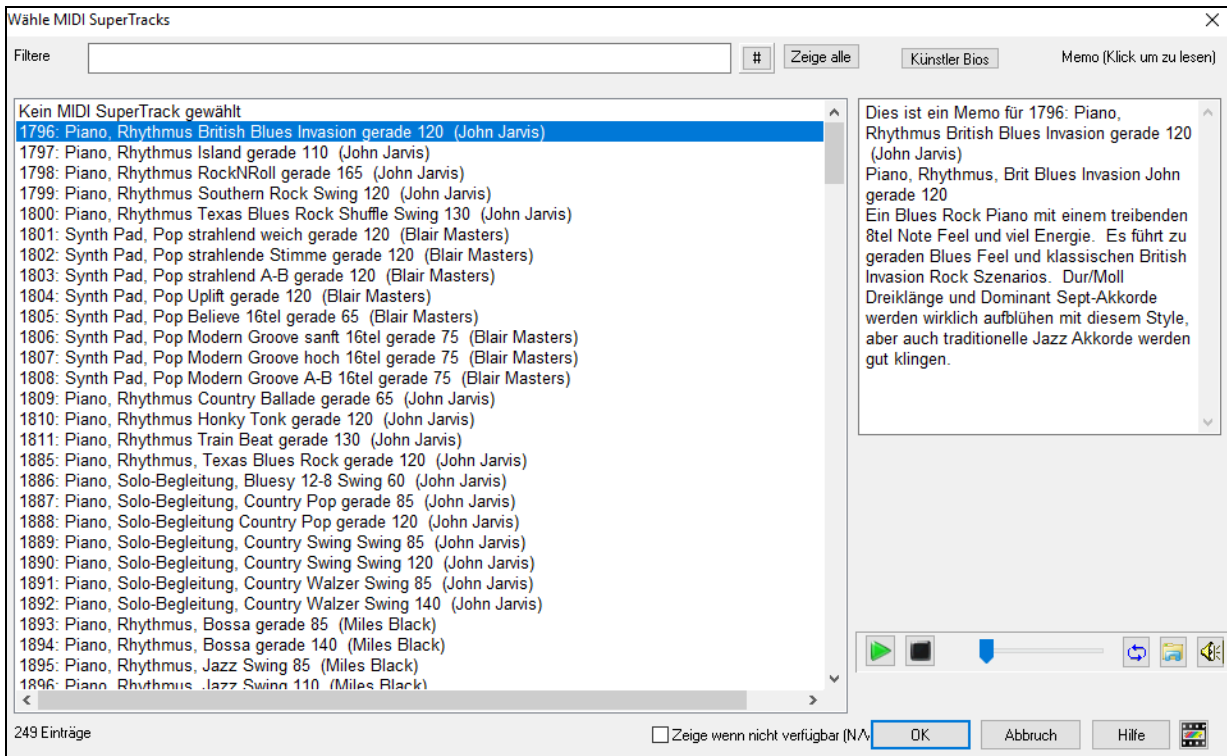 Wähle MIDI SuperTracks
Filtere
#
Zeige alle
Künstler Bios
Memo (Klick um zu lesen)
Kein MIDI SuperTrack gewählt
1796: Piano, Rhythmus British Blues Invasion gerade 120 (John Jarvis)
1797: Piano, Rhythmus Island gerade 110 (John Jarvis)
1798: Piano, Rhythmus RockNRoll gerade 165 (John Jarvis)
1799: Piano, Rhythmus Southern Rock Swing 120 (John Jarvis)
1800: Piano, Rhythmus Texas Blues Rock Shuffle Swing 130 (John Jarvis)
1801: Synth Pad, Pop strahlend weich gerade 120 (Blair Masters)
1802: Synth Pad, Pop strahlende Stimme gerade 120 (Blair Masters)
1803: Synth Pad, Pop strahlend A-B gerade 120 (Blair Masters)
1804: Synth Pad, Pop Uplift gerade 120 (Blair Masters)
1805: Synth Pad, Pop Believe 16tel gerade 65 (Blair Masters)
1806: Synth Pad, Pop Modern Groove sanft 16tel gerade 75 (Blair Masters)
1807: Synth Pad, Pop Modern Groove hoch 16tel gerade 75 (Blair Masters)
1808: Synth Pad, Pop Modern Groove A-B 16tel gerade 75 (Blair Masters)
1809: Piano, Rhythmus Country Ballade gerade 65 (John Jarvis)
1810: Piano, Rhythmus Honky Tonk gerade 120 (John Jarvis)
1811: Piano, Rhythmus Train Beat gerade 130 (John Jarvis)
1885: Piano, Rhythmus, Texas Blues Rock gerade 120 (John Jarvis)
1886: Piano, Solo-Begleitung, Bluesy 12-8 Swing 60 (John Jarvis)
1887: Piano, Solo-Begleitung, Country Pop gerade 85 (John Jarvis)
1888: Piano, Solo-Begleitung Country Pop gerade 120 (John Jarvis)
1889: Piano, Solo-Begleitung, Country Swing Swing 85 (John Jarvis)
1890: Piano, Solo-Begleitung, Country Swing Swing 120 (John Jarvis)
1891: Piano, Solo-Begleitung, Country Walzer Swing 85 (John Jarvis)
1892: Piano, Solo-Begleitung, Country Walzer Swing 140 (John Jarvis)
1893: Piano, Rhythmus, Bossa gerade 85 (Miles Black)
1894: Piano, Rhythmus, Bossa gerade 140 (Miles Black)
1895: Piano, Rhythmus, Jazz Swing 85 (Miles Black)
1896: Piano, Rhythmus, Jazz Swing 110 (Miles Black)
Dies ist ein Memo für 1796: Piano,
Rhythmus British Blues Invasion gerade 120
(John Jarvis)
Piano, Rhythmus, Brit Blues Invasion John
gerade 120
Ein Blues Rock Piano mit einem treibenden
8tel Note Feel und viel Energie. Es führt zu
geraden Blues Feel und klassischen British
Invasion Rock Szenarios. Dur/Moll
Dreiklänge und Dominant Sept-Akkorde
werden wirklich aufblühen mit diesem Style,
aber auch traditionelle Jazz Akkorde werden
gut klingen.
249 Einträge
Zeige wenn nicht verfügbar (N/
OK
Abbruch
Hilfe